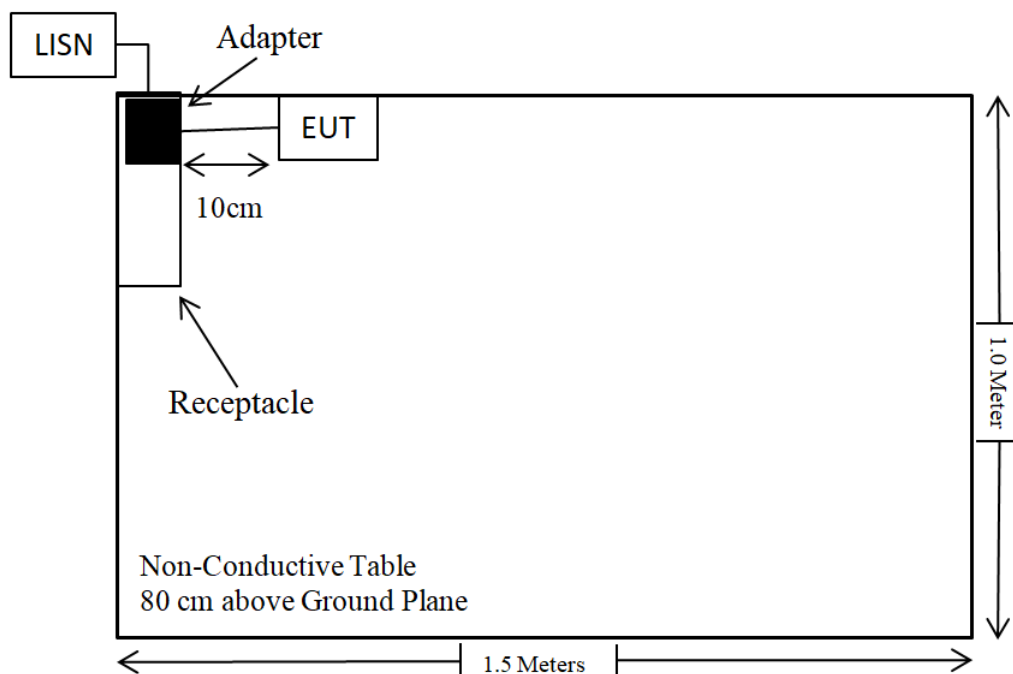 LISN
Adapter
EUT
10cm
Receptacle
1.0 Meter
Non-Conductive Table
80 cm above Ground Plane
1.5 Meters